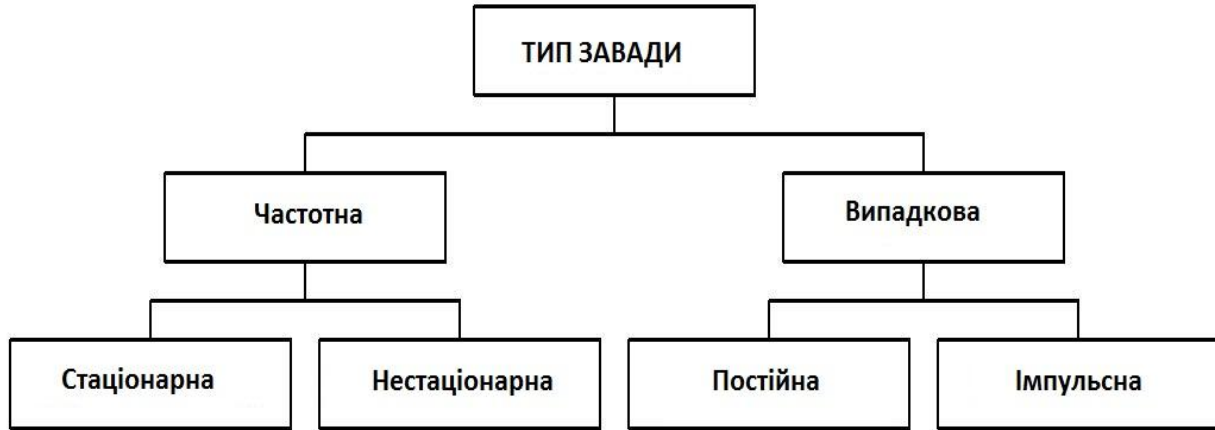 ТИП ЗАВАДИ
Частотна
Випадкова
Стаціонарна
Нестаціонарна
Постійна
Імпульсна